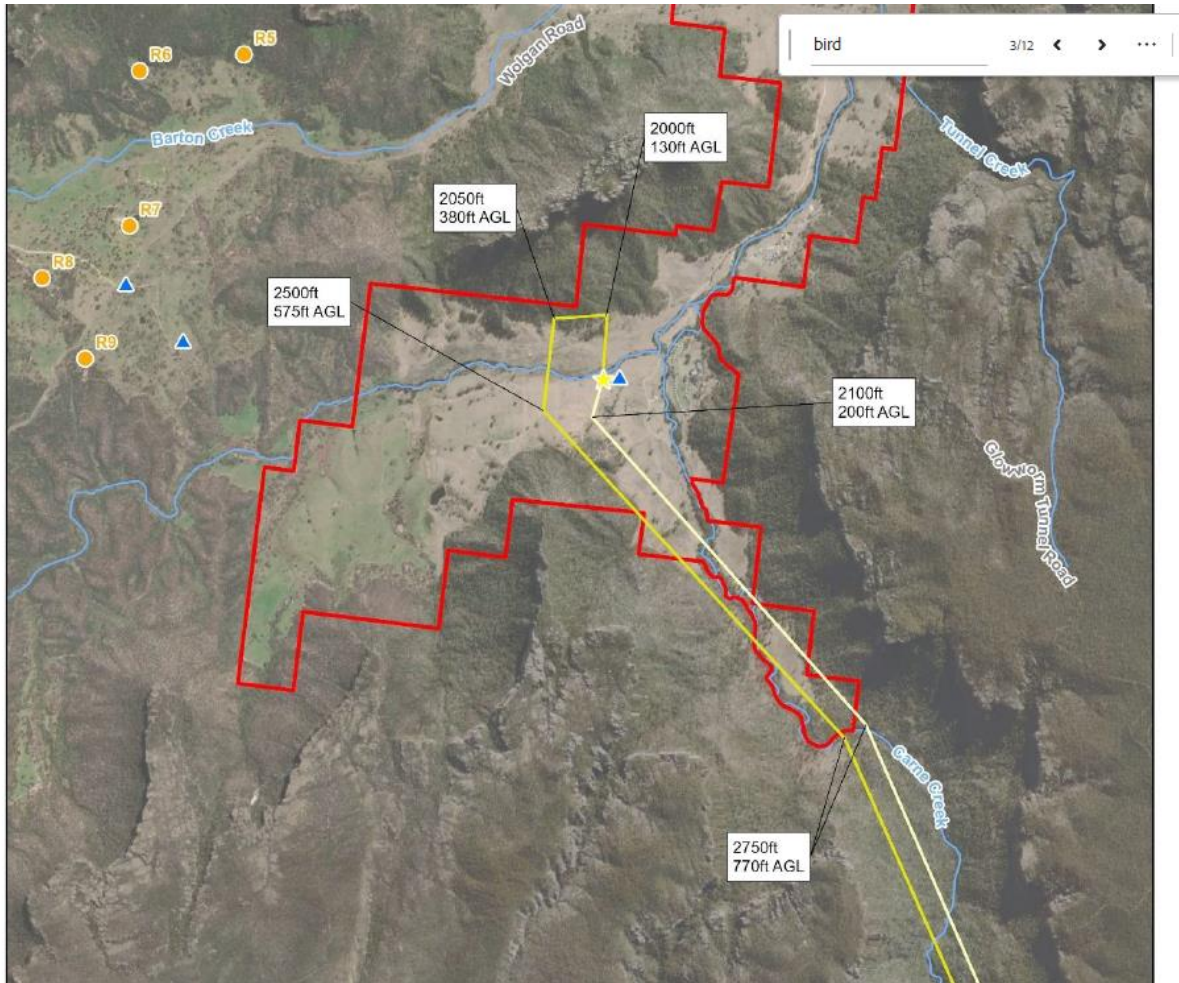 bird
3/12
R6
R5
Wolgan Road
Barton Creek
2000ft
130ft AGL
Tunnel Creek
2050ft
380ft AGL
R7
R8
2500ft
575ft AGL
R9
2100ft
200ft AGL
Glowworm Tunnel Road
Carne Creek
2750ft
770ft AGL